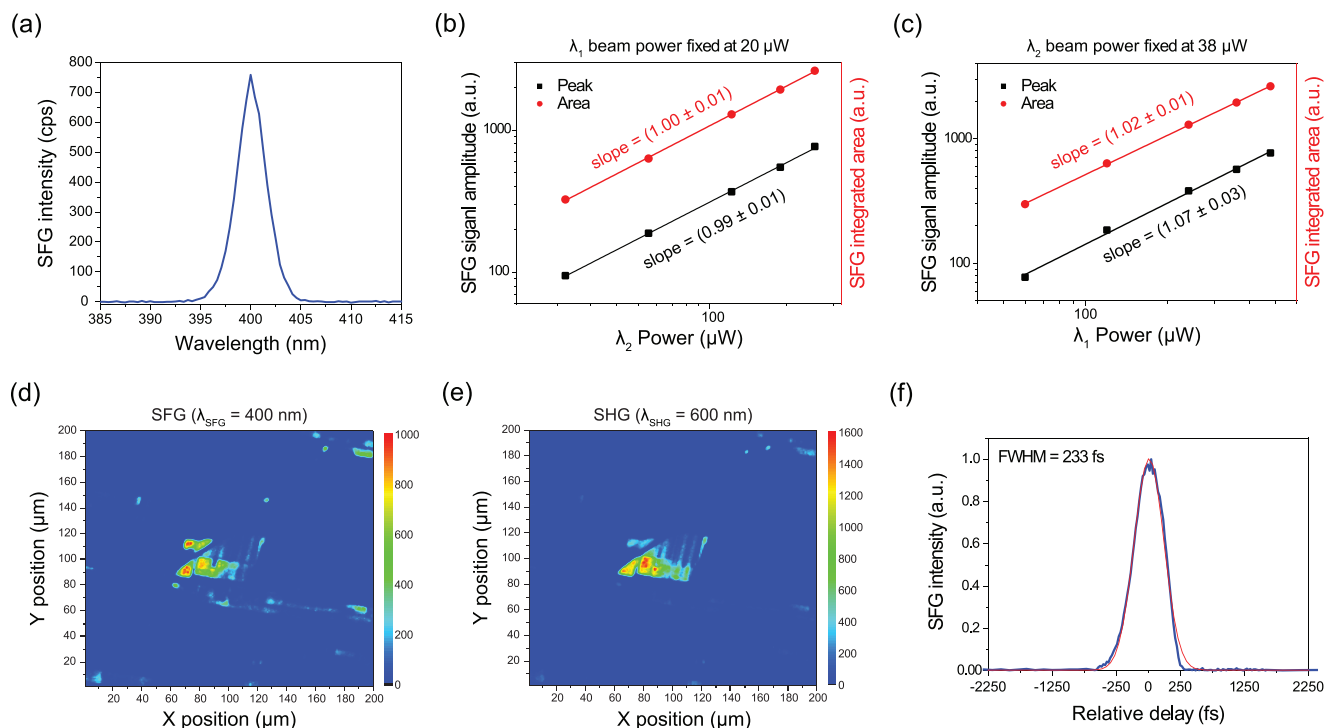 (a)
800
700
600
500
400
300
200
100
0
SFG intensity (cps)
385
390
395
400
405
410
415
Wavelength (nm)
(b)
λ1 beam power fixed at 20 µW
Peak
Area
slope = (1.00 ± 0.01)
slope = (0.99 ± 0.01)
1000
100
SFG siganl amplitude (a.u.)
SFG integrated area (a.u.)
100
λ2 Power (µW)
(c)
λ2 beam power fixed at 38 µW
Peak
Area
slope = (1.02 ± 0.01)
slope = (1.07 ± 0.03)
1000
100
SFG siganl amplitude (a.u.)
SFG integrated area (a.u.)
100
λ1 Power (µW)
(d)
SFG (λSFG = 400 nm)
200
180
160
140
120
100
80
60
40
20
Y position (µm)
20 40 60 80 100 120 140 160 180 200
X position (µm)
1000
800
600
400
200
0
(e)
SHG (λSHG = 600 nm)
200
180
160
140
120
100
80
60
40
20
Y position (µm)
20 40 60 80 100 120 140 160 180 200
X position (µm)
1600
1400
1200
1000
800
600
400
200
0
(f)
FWHM = 233 fs
1.0
0.8
0.6
0.4
0.2
0.00
SFG intensity (a.u.)
-2250 -1250 -250 0 250 1250 2250
Relative delay (fs)